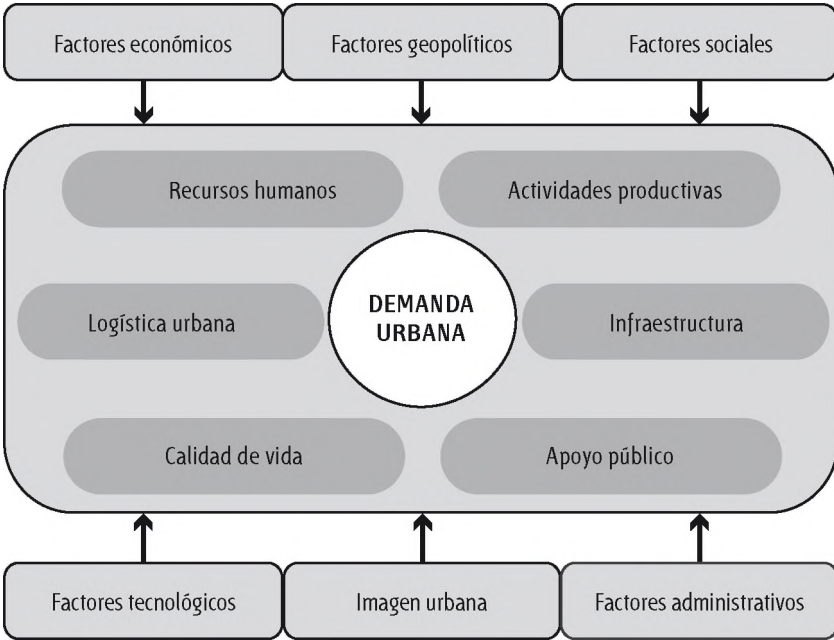 Factores económicos
Factores geopolíticos
Factores sociales
Recursos humanos
Actividades productivas
Logística urbana
DEMANDA
URBANA
Infraestructura
Calidad de vida
Apoyo público
Factores tecnológicos
Imagen urbana
Factores administrativos